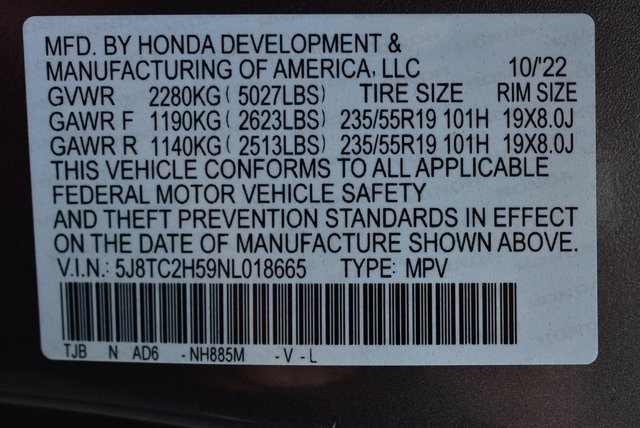 MFD. BY HONDA DEVELOPMENT &
MANUFACTURING OF AMERICA, LLC 10/'22
GVWR 2280KG ( 5027LBS) TIRE SIZE RIM SIZE
GAWR F 1190KG ( 2623LBS) 235/55R19 101H 19X8.0J
GAWR R 1140KG ( 2513LBS) 235/55R19 101H 19X8.0J
THIS VEHICLE CONFORMS TO ALL APPLICABLE
FEDERAL MOTOR VEHICLE SAFETY
AND THEFT PREVENTION STANDARDS IN EFFECT
ON THE DATE OF MANUFACTURE SHOWN ABOVE.
V.I.N.: 5J8TC2H59NL018665 TYPE: MPV
TJB N AD6 -NH885M -V-L